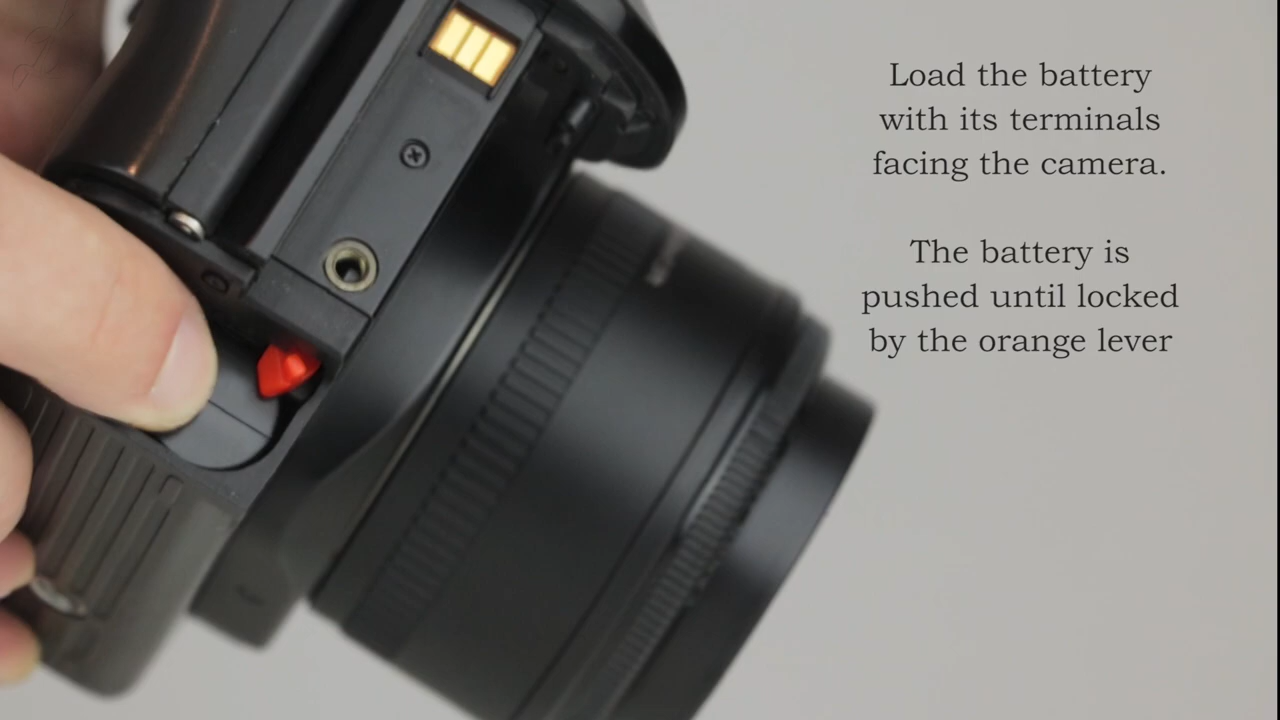 Load the battery
with its terminals
facing the camera.
The battery is
pushed until locked
by the orange lever